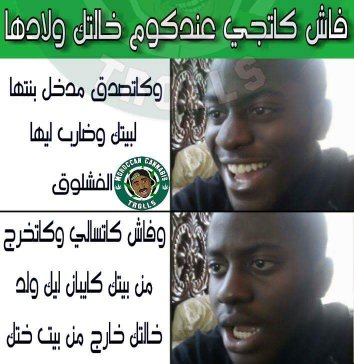 فاش كاتجي عندكوم خالتك ولادها
وكاتصدق مدخل بنتها
لبيتك وضارب ليها
الفشلوق
MOROCCAN CANNABIS
TROLLS
وفاش كاتسالي وكاتخرج
من بيتك كايبان ليك ولد
خالتك خارج من بيت ختك